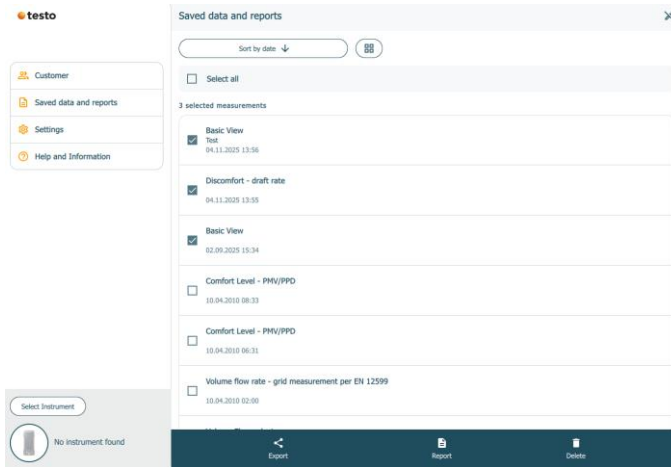 testo
Customer
Saved data and reports
Settings
Help and Information
Select Instrument
No instrument found
Saved data and reports
Sort by date
Select all
3 selected measurements
Basic View
Test
04.11.2025 13:56
Discomfort - draft rate
04.11.2025 13:55
Basic View
02.09.2025 15:34
Comfort Level - PMV/PPD
10.04.2010 08:33
Comfort Level - PMV/PPD
10.04.2010 06:31
Volume flow rate - grid measurement per EN 12599
10.04.2010 02:00
Export
Report
Delete